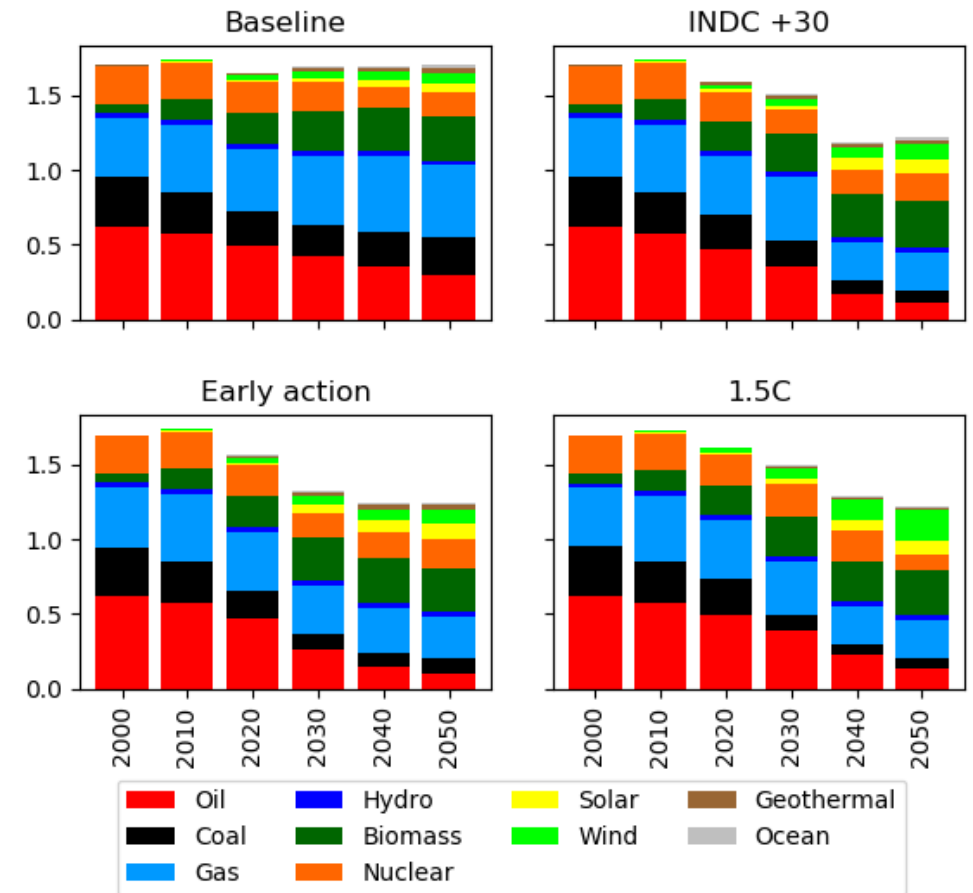 Baseline
INDC +30
1.5
1.0
0.5
0.0
Early action
1.5C
1.5
1.0
0.5
0.0
2000 2010 2020 2030 2040 2050
2000 2010 2020 2030 2040 2050
Oil Hydro Solar Geothermal
Coal Biomass Wind Ocean
Gas Nuclear